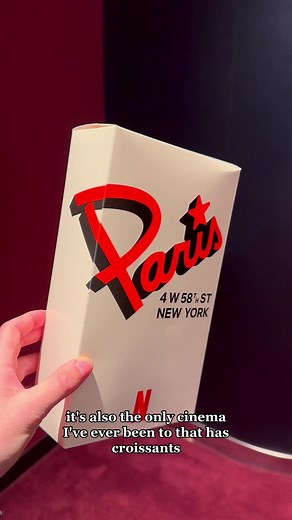 Paris
4 W 58TH ST
NEW YORK
N
it's also the only cinema
I've ever been to that has
croissants